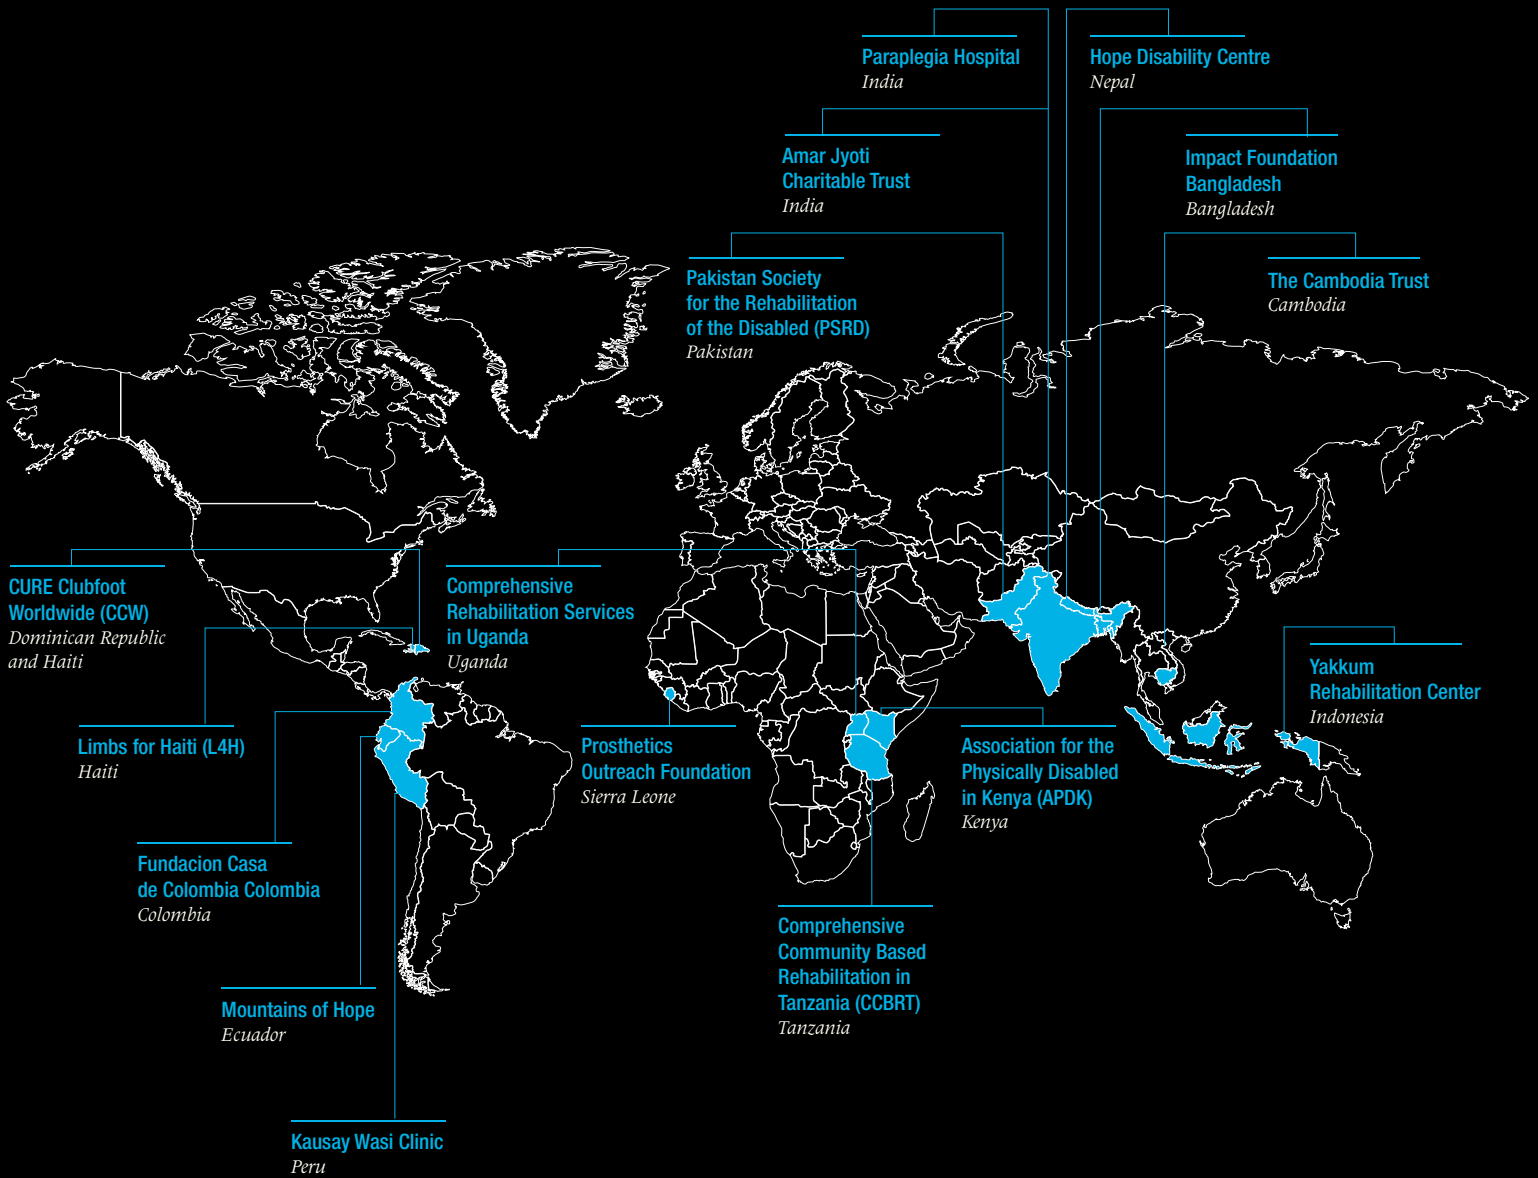 Paraplegia Hospital
India
Hope Disability Centre
Nepal
Amar Jyoti
Charitable Trust
India
Impact Foundation
Bangladesh
Bangladesh
Pakistan Society
for the Rehabilitation
of the Disabled (PSRD)
Pakistan
The Cambodia Trust
Cambodia
CURE Clubfoot
Worldwide (CCW)
Dominican Republic
and Haiti
Comprehensive
Rehabilitation Services
in Uganda
Uganda
Yakkum
Rehabilitation Center
Indonesia
Limbs for Haiti (L4H)
Haiti
Prosthetics
Outreach Foundation
Sierra Leone
Association for the
Physically Disabled
in Kenya (APDK)
Kenya
Fundacion Casa
de Colombia Colombia
Colombia
Comprehensive
Community Based
Rehabilitation in
Tanzania (CCBRT)
Tanzania
Mountains of Hope
Ecuador
Kausay Wasi Clinic
Peru